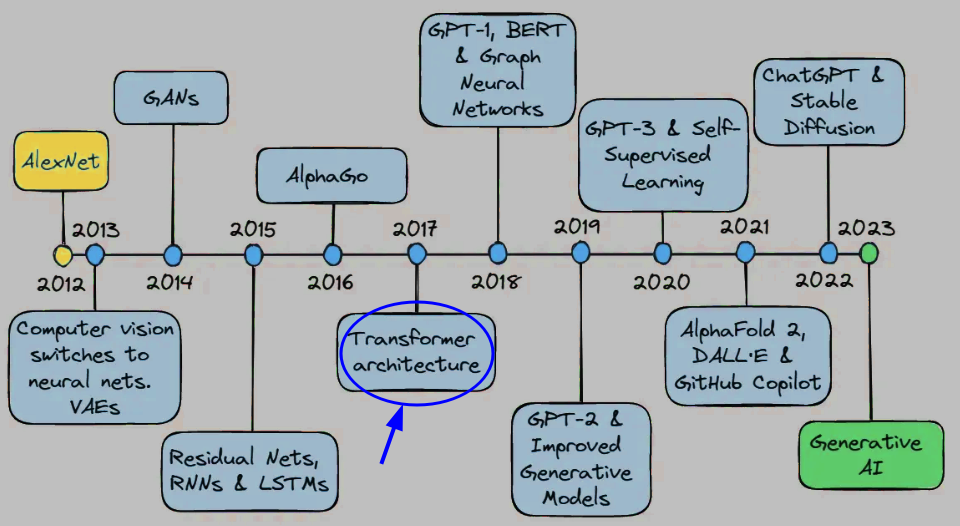 GPT-1, BERT
& Graph
Neural
Networks
ChatGPT &
Stable
Diffusion
GANs
GPT-3 & Self-
Supervised
Learning
AlexNet
AlphaGo
2013
2015
2017
2019
2021
2023
2012
2014
2016
2018
2020
2022
Computer vision
switches to
neural nets.
VAEs
Transformer
architecture
AlphaFold 2,
DALL·E &
GitHub Copilot
Residual Nets,
RNNs & LSTMs
GPT-2 &
Improved
Generative
Models
Generative
AI